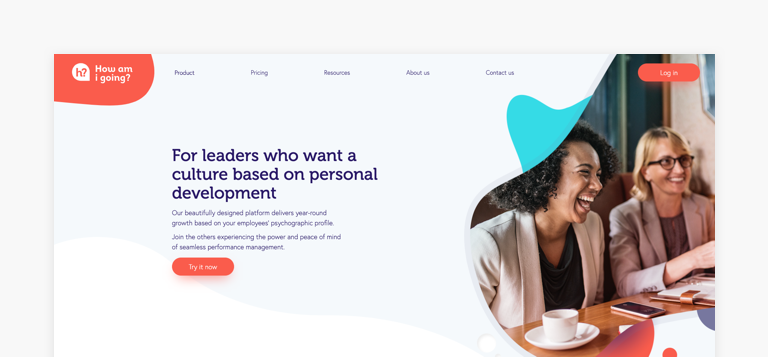 h?
How am
i going?
Product
Pricing
Resources
About us
Contact us
Log in
For leaders who want a
culture based on personal
development
Our beautifully designed platform delivers year-round
growth based on your employees' psychographic profile.
Join the others experiencing the power and peace of mind
of seamless performance management.
Try it now